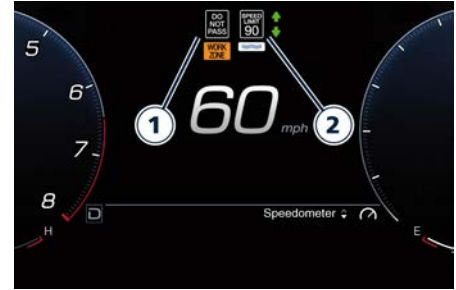 DO
NOT
PASS
SPEED
LIMIT
90
WORK
ZONE
5
6
7
8
H
1
60 mph
2
D
Speedometer
E